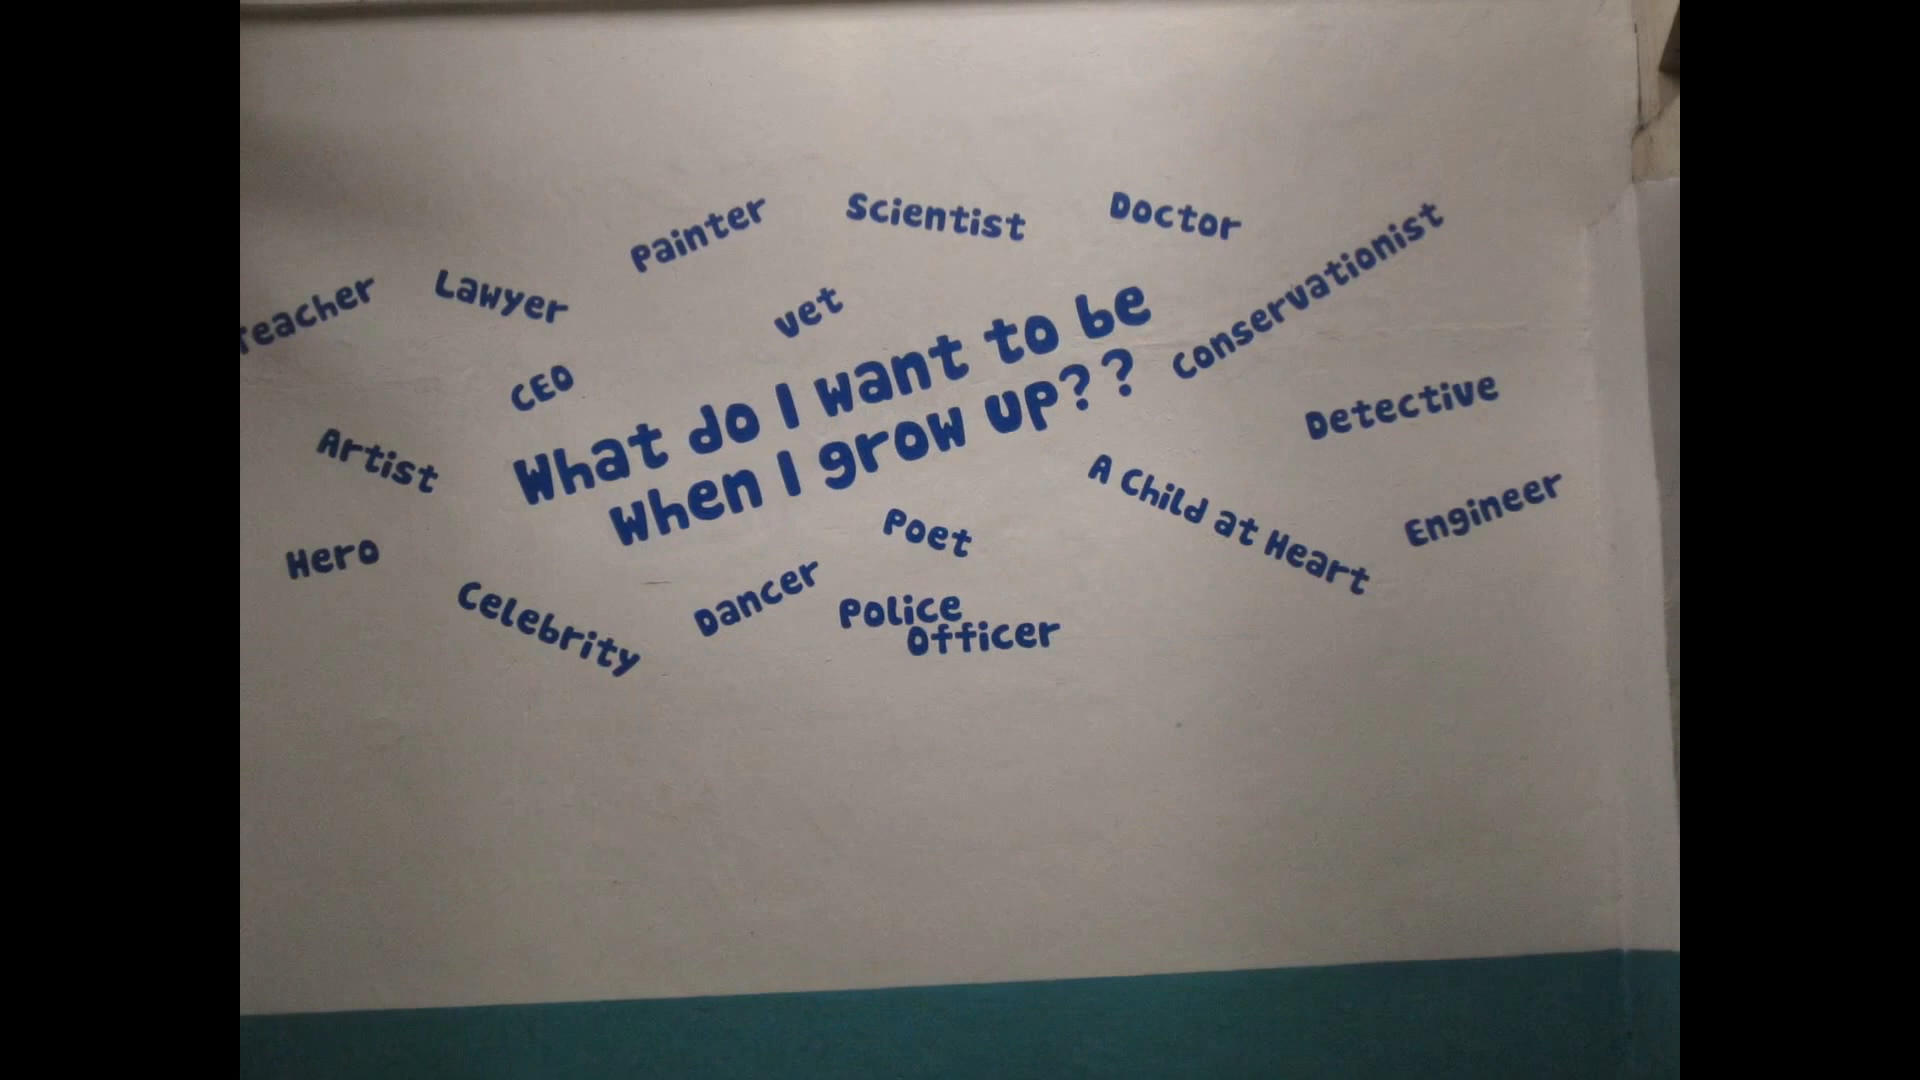 Painter
Scientist
Doctor
Conservationist
Teacher
Lawyer
Vet
CEO
What do I want to be
When I grow up??
Detective
Artist
A Child at Heart
Engineer
Hero
Poet
Celebrity
Dancer
Police
Officer